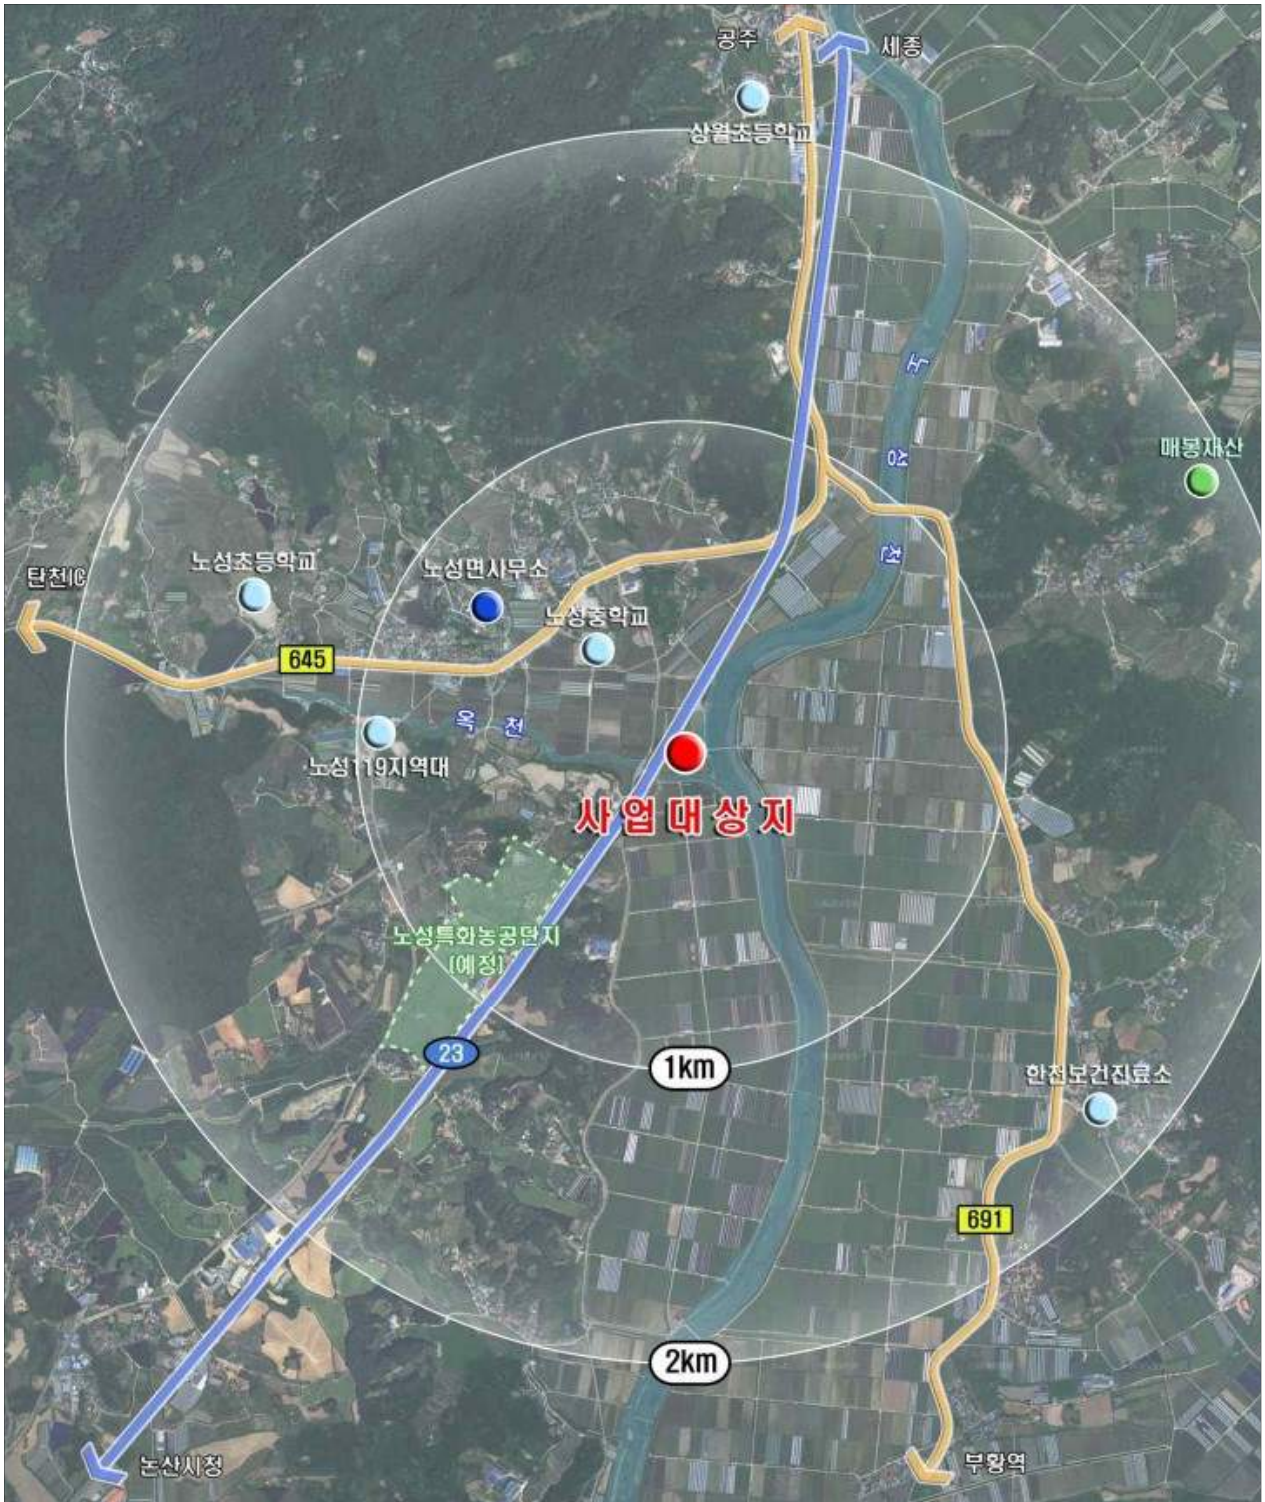 공주
세종
상월초등학교
노
성
천
매봉재산
노성초등학교
탄천IC
노성면사무소
노성중학교
645
옥 천
노성119지역대
사업대상지
노성특화농공단지
(예정)
23
1km
한천보건진료소
691
2km
논산시청
부황역